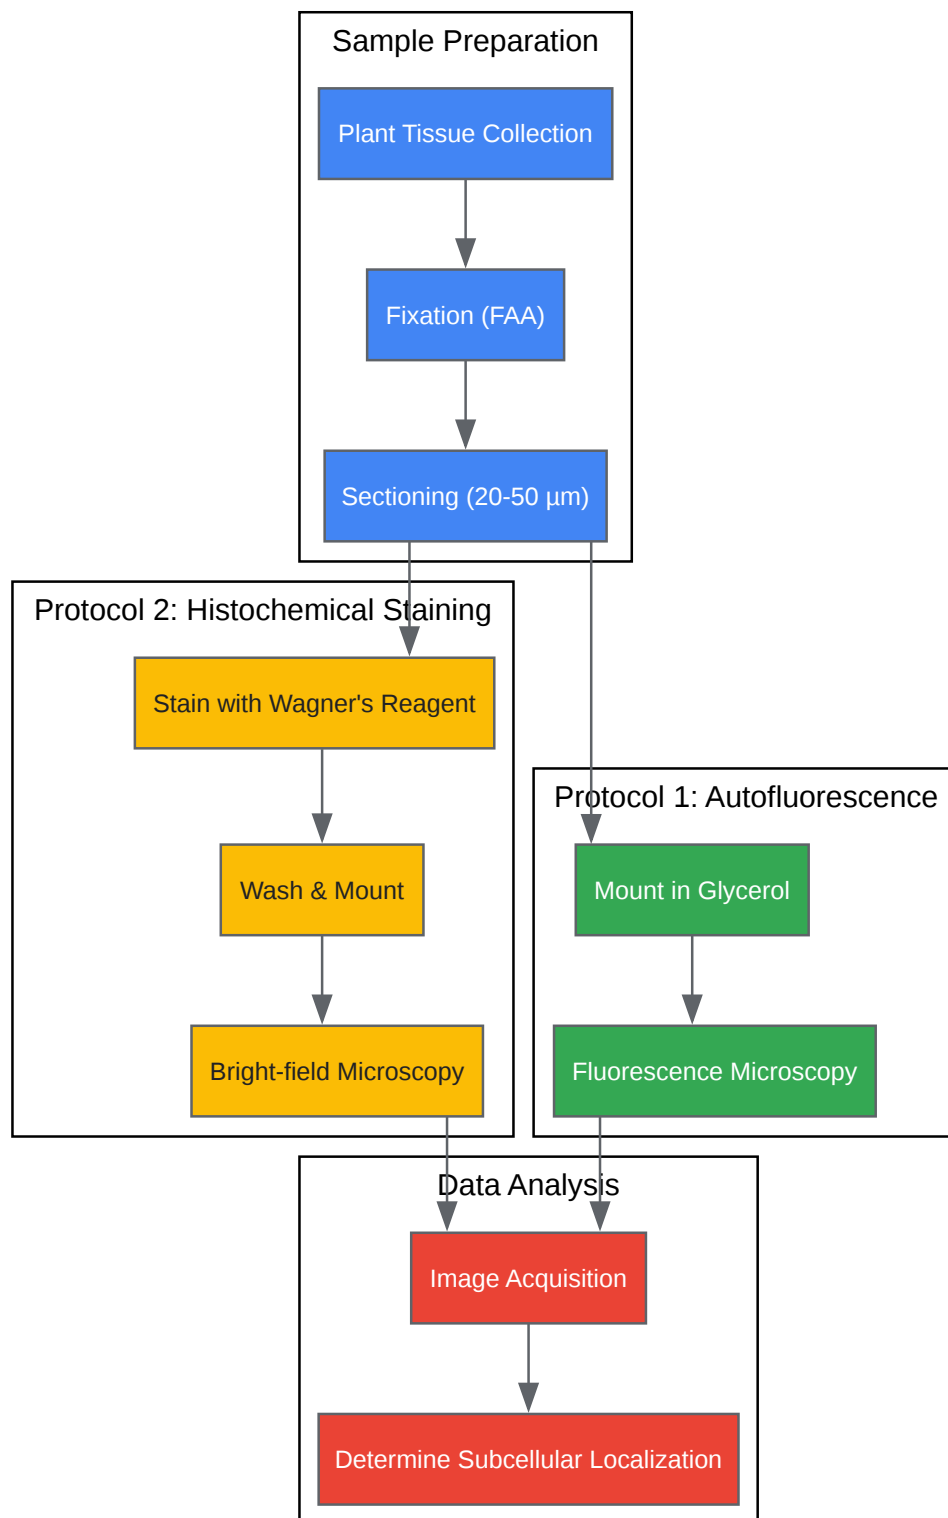 Sample Preparation
Plant Tissue Collection
Fixation (FAA)
Sectioning (20-50 µm)
Protocol 2: Histochemical Staining
Stain with Wagner's Reagent
Wash & Mount
Bright-field Microscopy
Protocol 1: Autofluorescence
Mount in Glycerol
Fluorescence Microscopy
Data Analysis
Image Acquisition
Determine Subcellular Localization